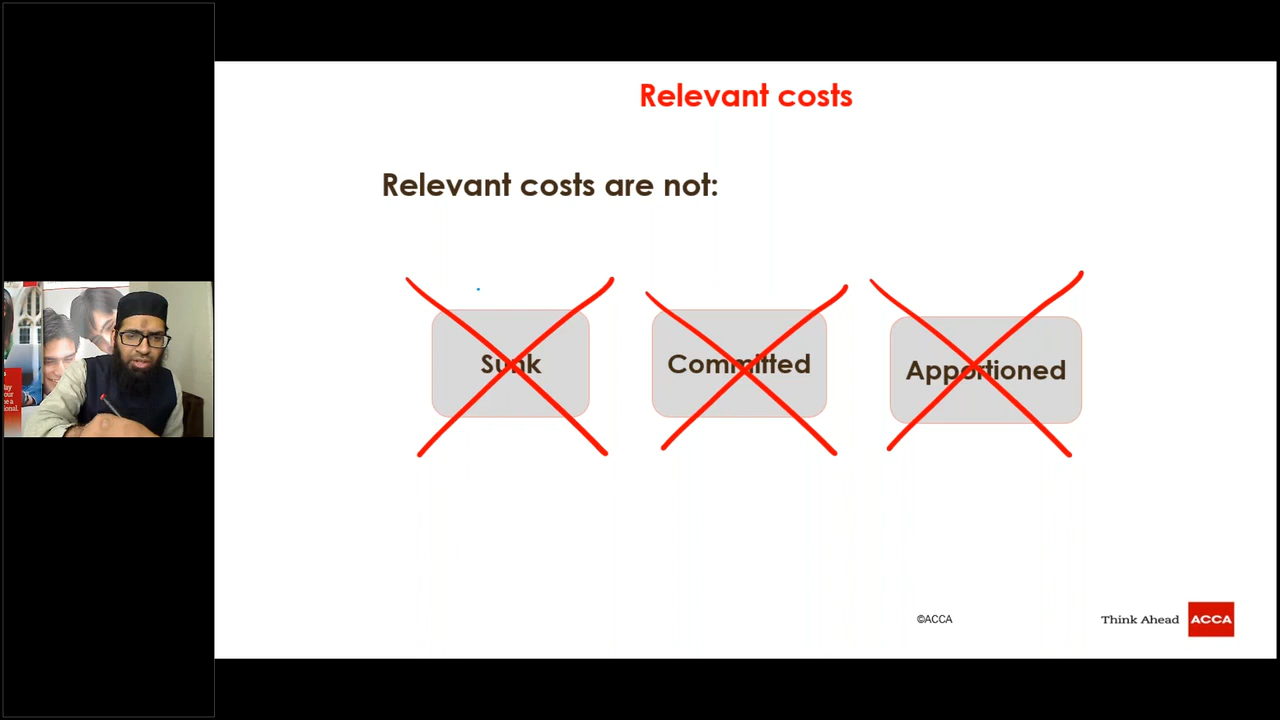 Relevant costs
Relevant costs are not:
Sunk
Committed
Apportioned
©ACCA
Think Ahead
ACCA